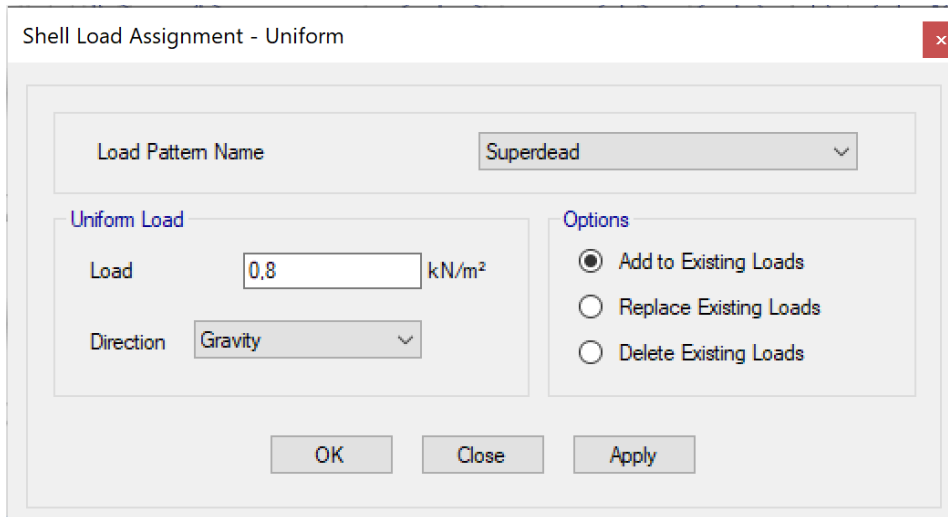 Shell Load Assignment - Uniform
×
Load Pattern Name
Superdead
Uniform Load
Load
0,8
kN/m²
Direction
Gravity
Options
Add to Existing Loads
Replace Existing Loads
Delete Existing Loads
OK
Close
Apply